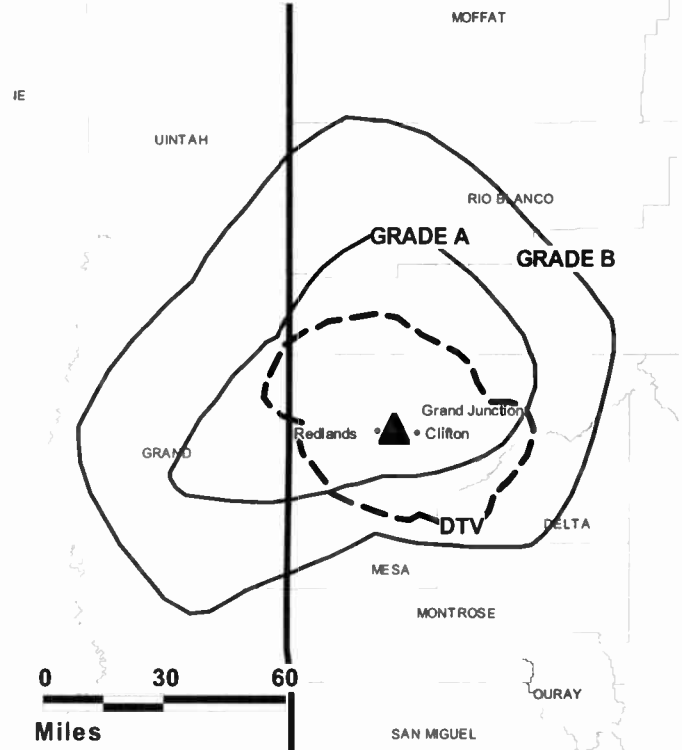 MOFFAT
UINTAH
RIO BLANCO
GRADE A
GRADE B
Grand Junction
Redlands
Clifton
GRAND
DTV
DELTA
MESA
MONTROSE
0 30 60
Miles
OURAY
SAN MIGUEL